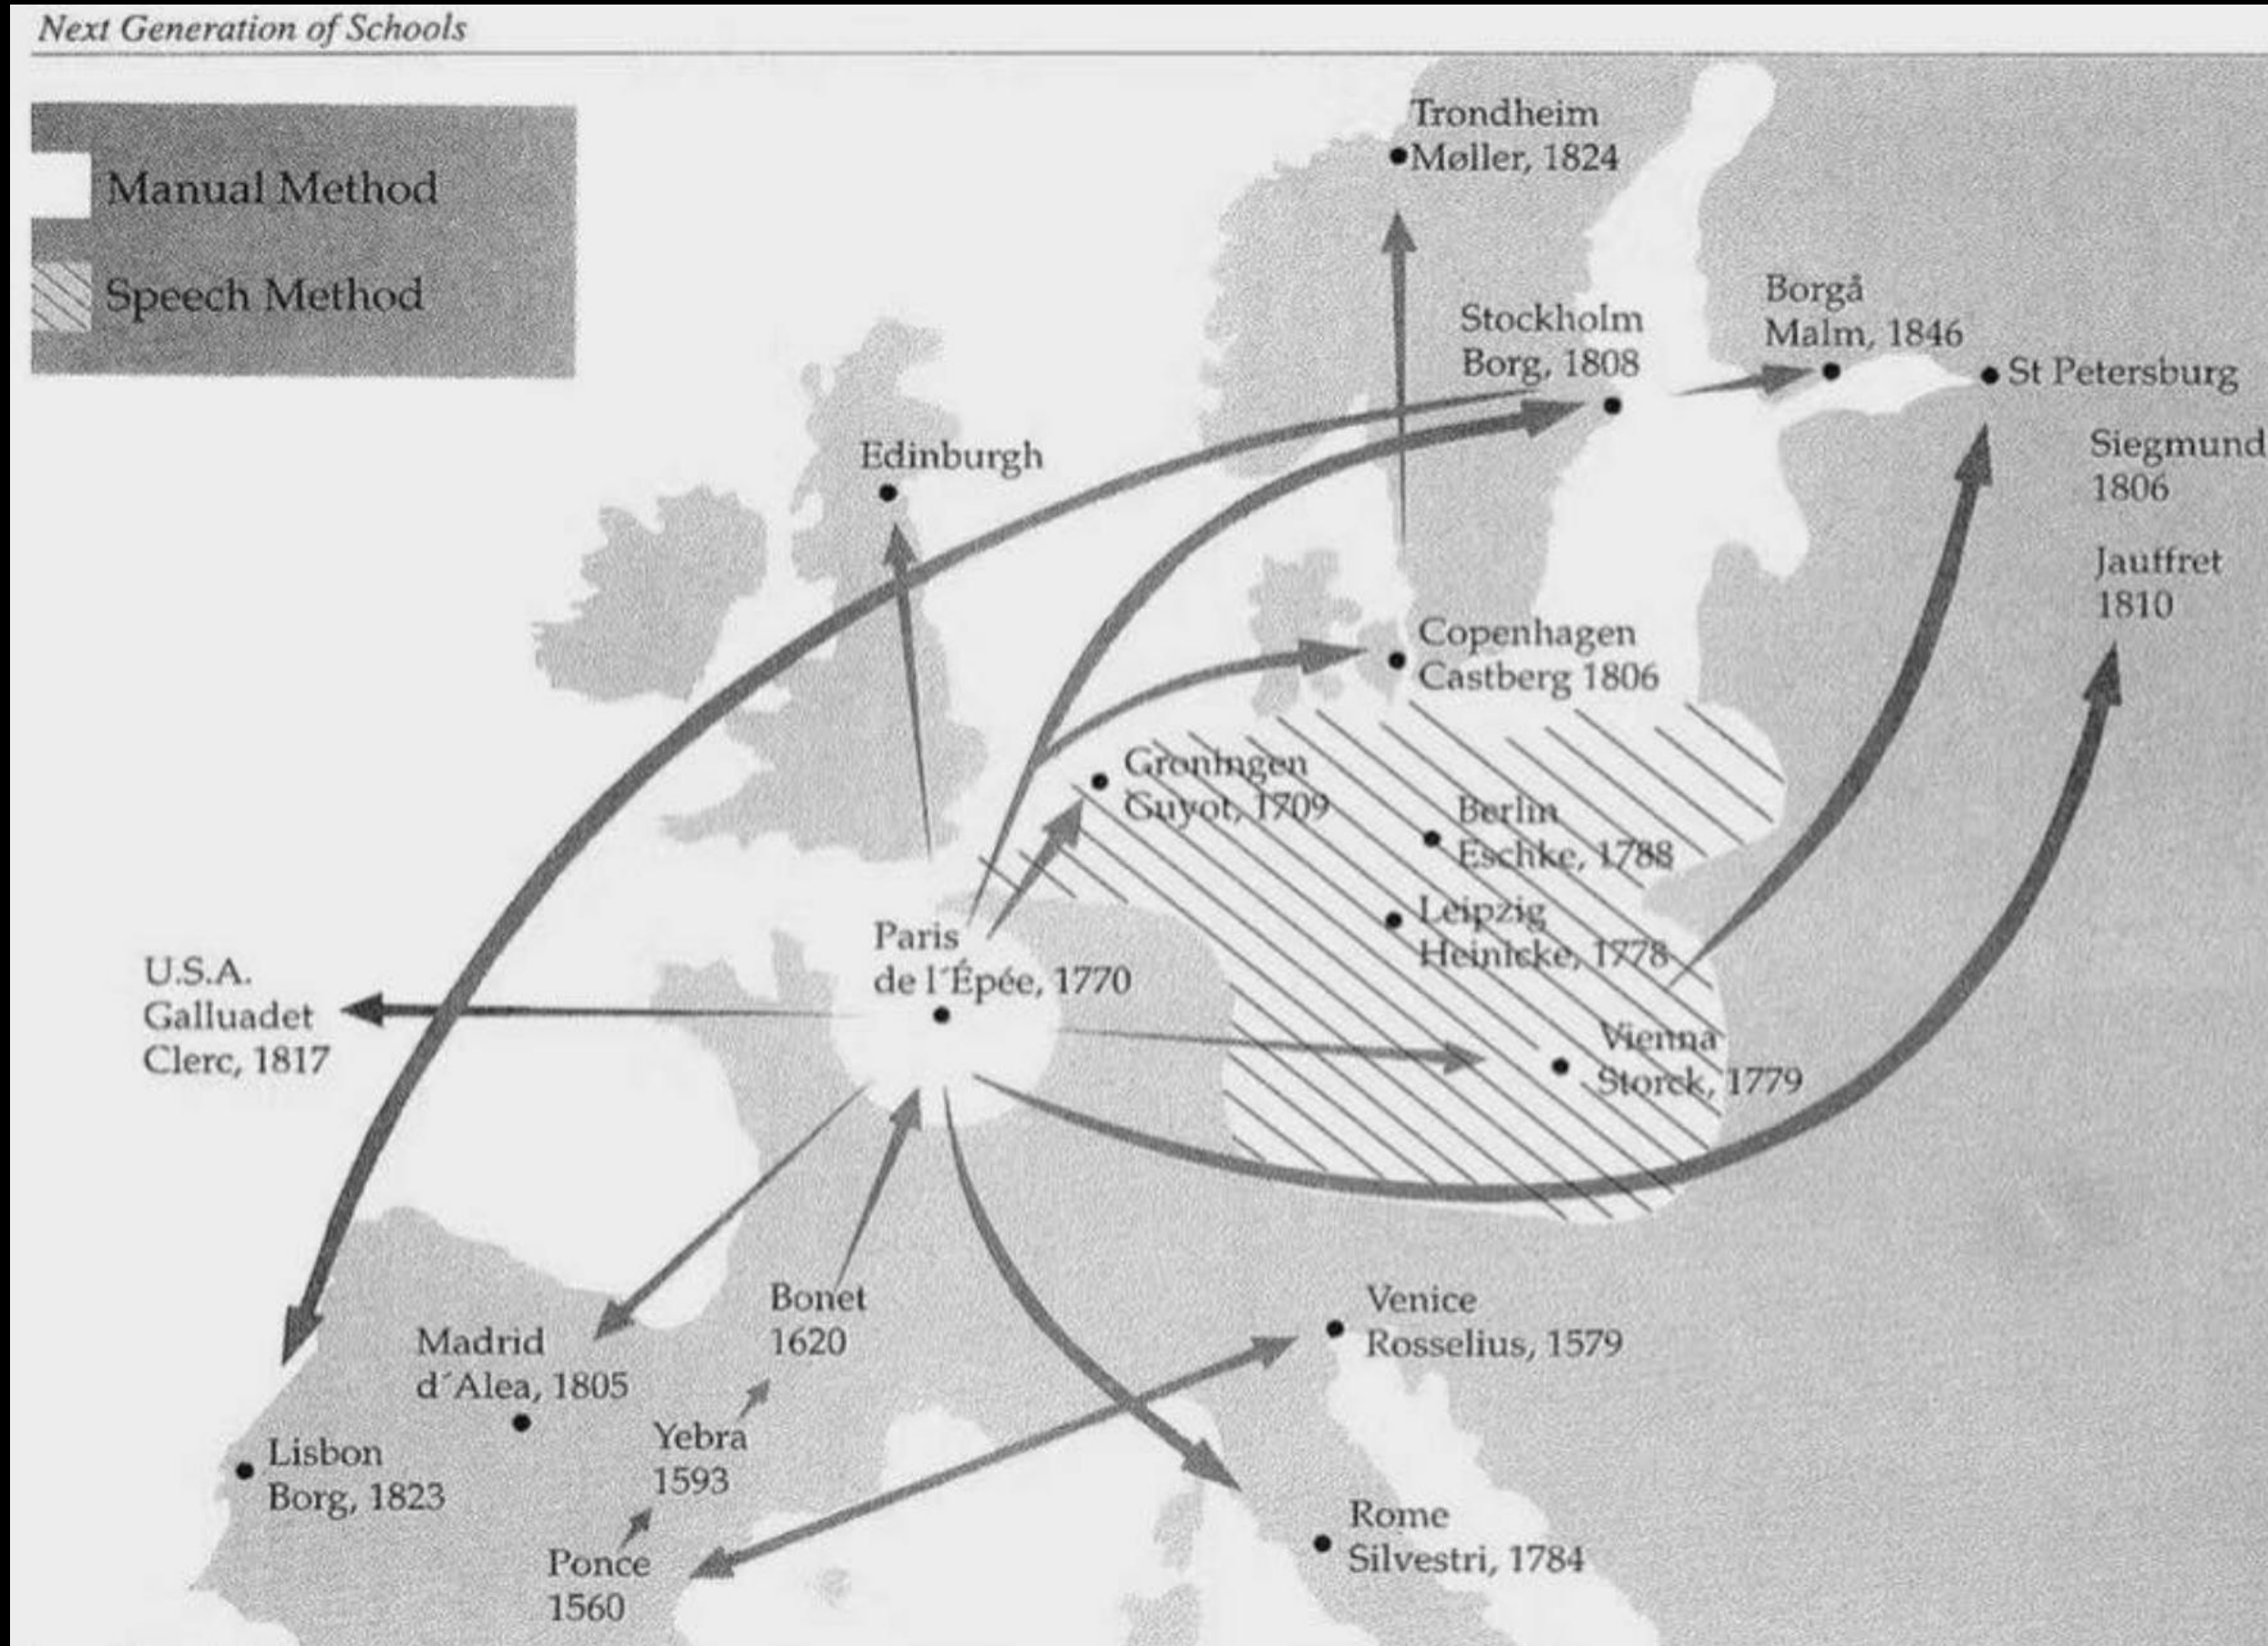 Next Generation of Schools
Manual Method
Speech Method
Trondheim
Møller, 1824
Stockholm
Borg, 1808
Borgå
Malm, 1846
St Petersburg
Siegmund
1806
Jauffret
1810
Edinburgh
Copenhagen
Castberg 1806
Groningen
Guyot, 1709
Berlin
Eschke, 1788
Leipzig
Heinicke, 1778
Paris
de l´Épée, 1770
U.S.A.
Galluadet
Clerc, 1817
Vienna
Storck, 1779
Bonet
1620
Venice
Rosselius, 1579
Madrid
d´Alea, 1805
Yebra
1593
Lisbon
Borg, 1823
Ponce
1560
Rome
Silvestri, 1784